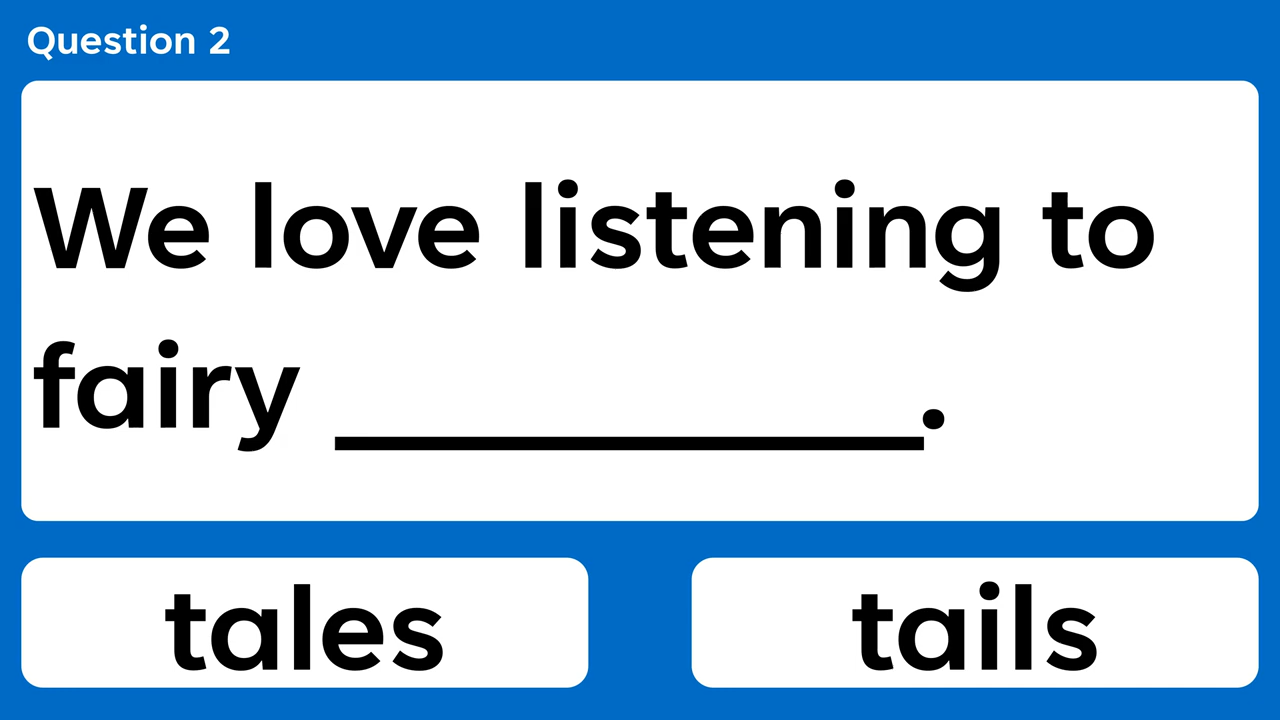 Question 2
We love listening to
fairy __________.
tales
tails